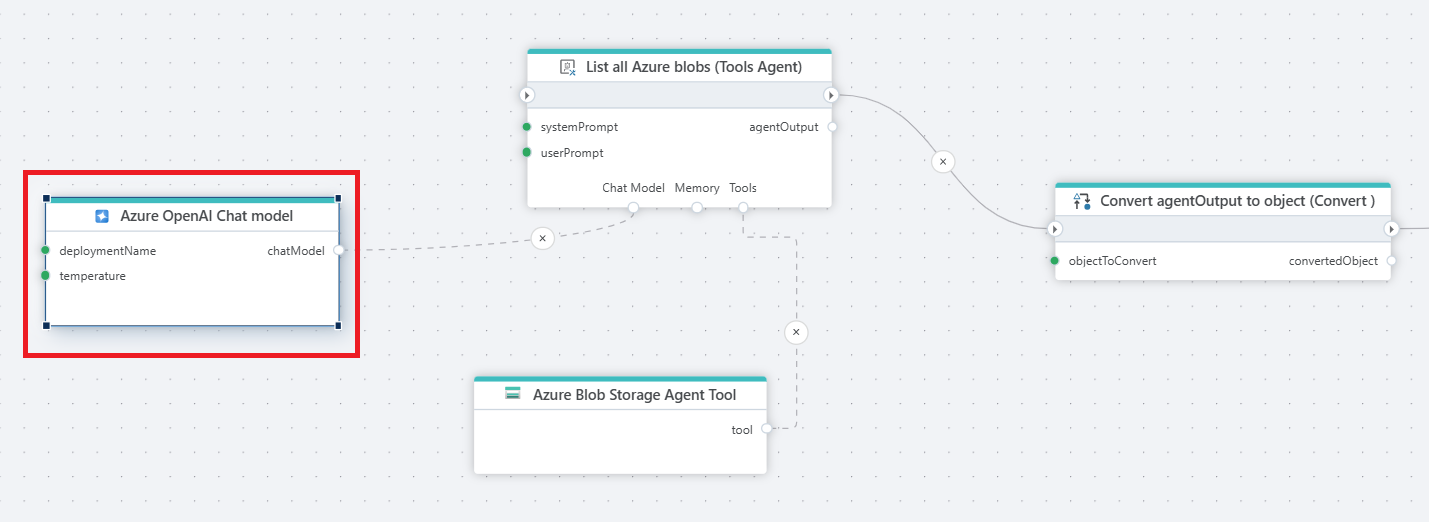 List all Azure blobs (Tools Agent)
systemPrompt
agentOutput
userPrompt
Chat Model
Memory
Tools
Azure OpenAI Chat model
deploymentName
chatModel
temperature
Convert agentOutput to object (Convert )
objectToConvert
convertedObject
Azure Blob Storage Agent Tool
tool